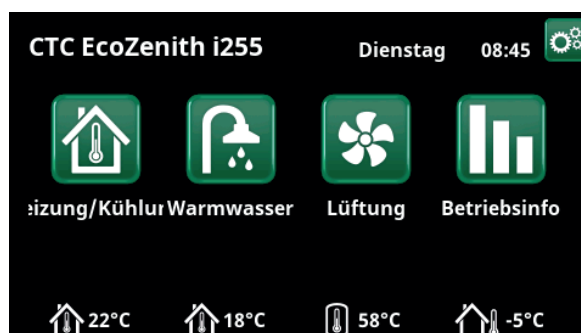 CTC EcoZenith i255 Dienstag 08:45
eizung/Kühlur Warmwasser Lüftung Betriebsinfo
22°C 18°C 58°C -5°C